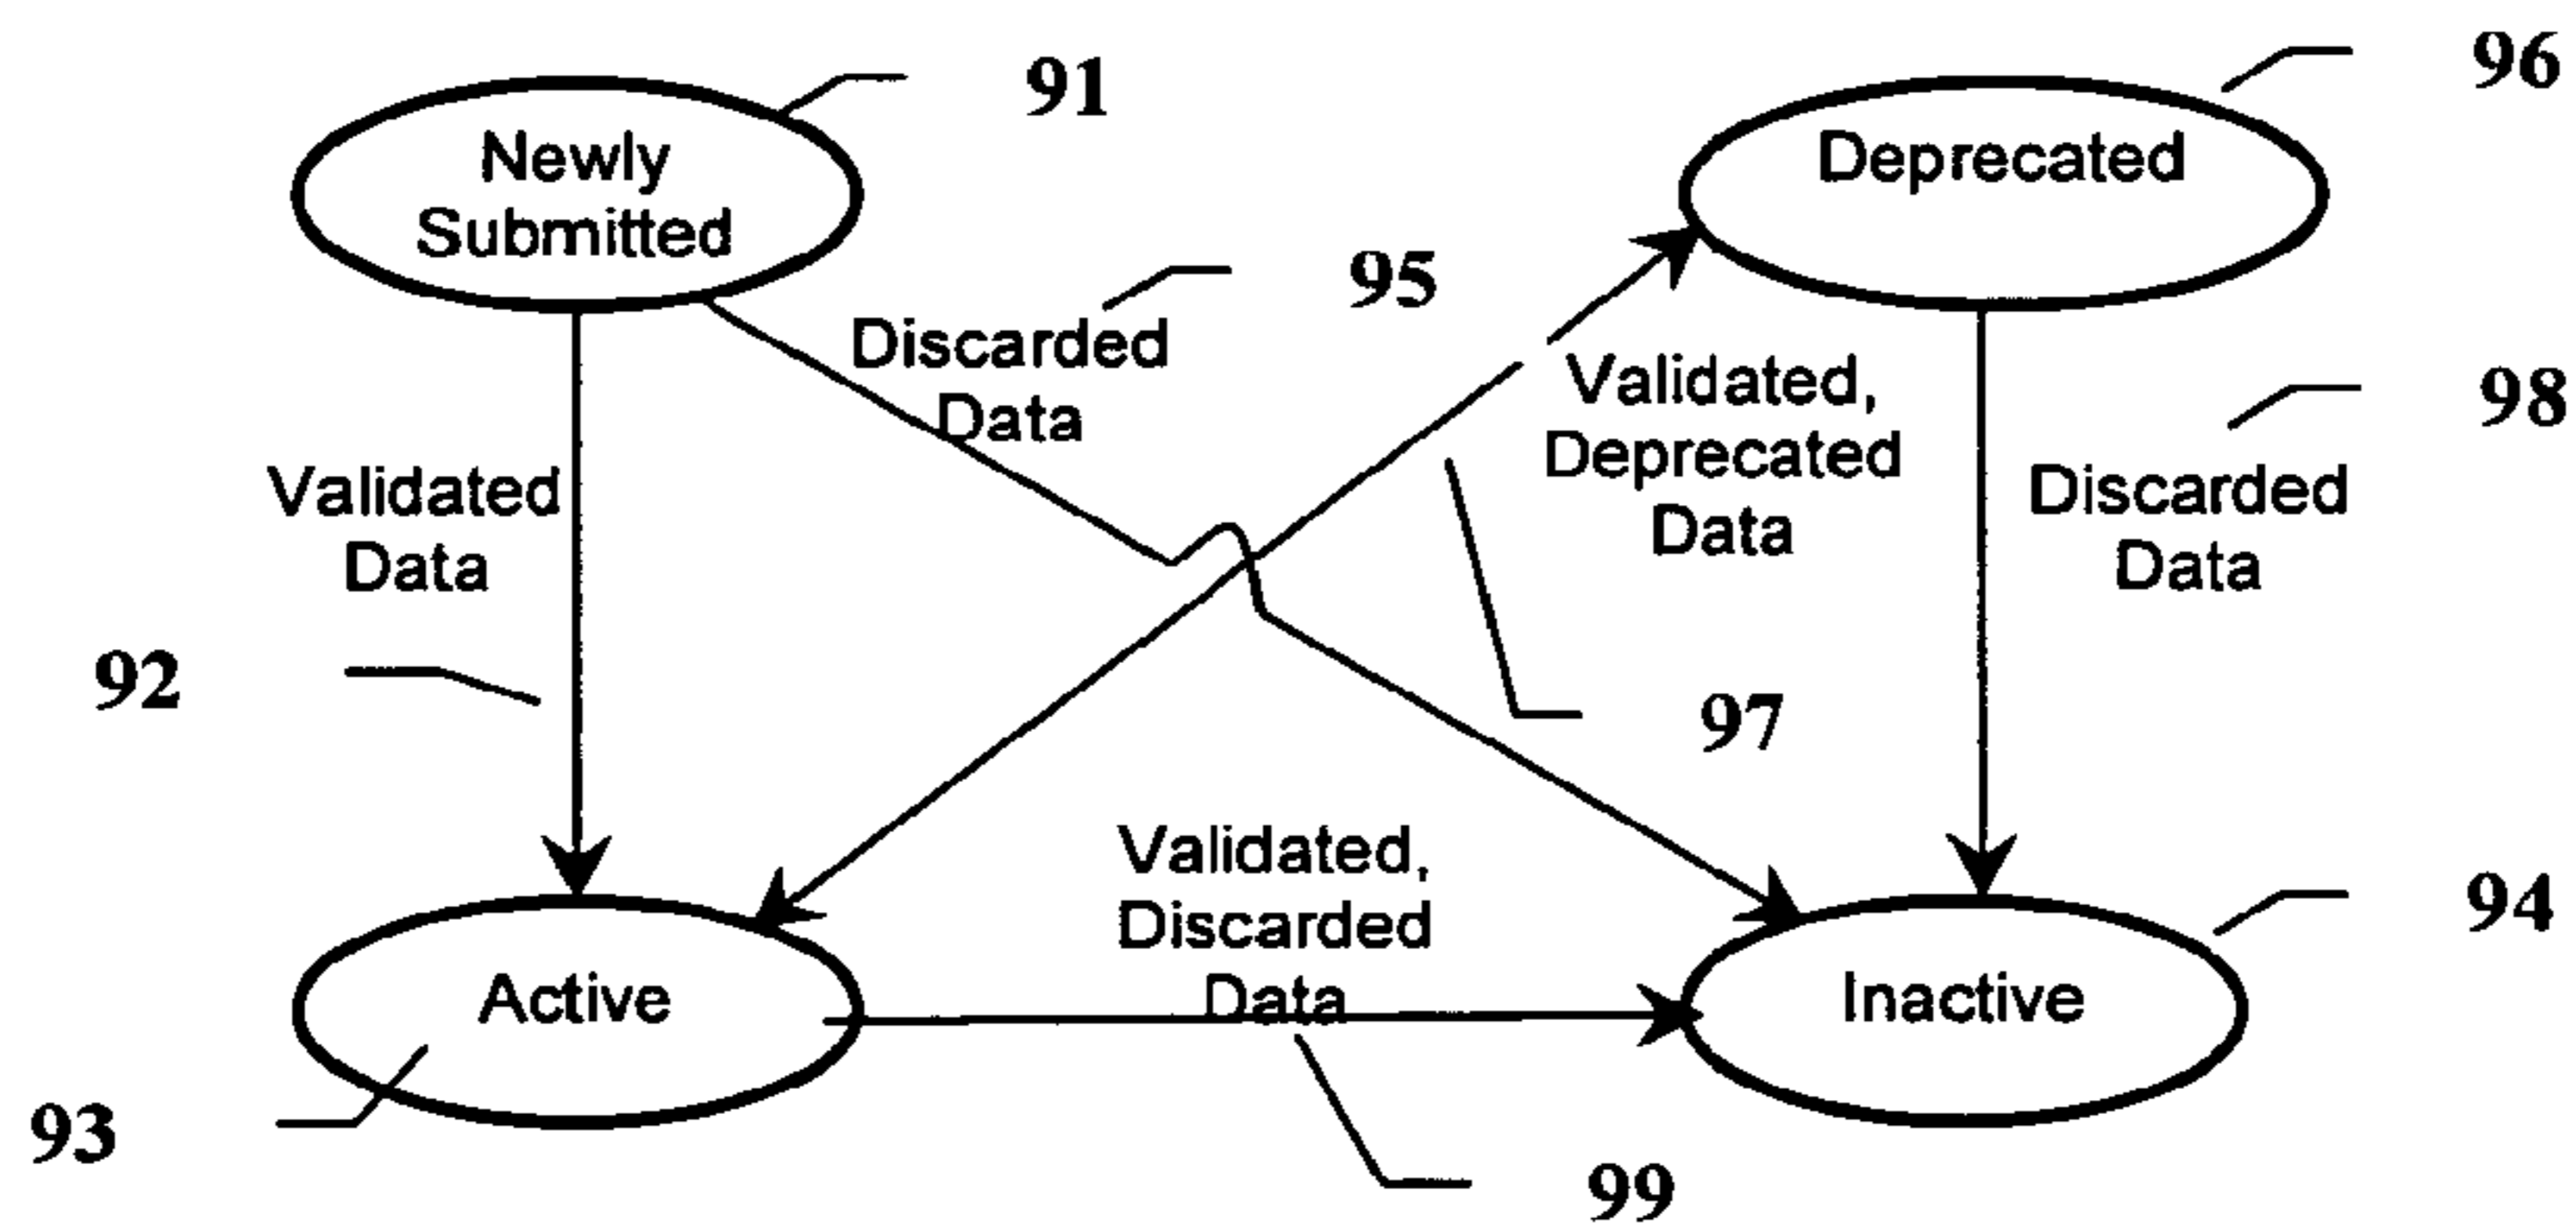 91
96
Newly
Submitted
Deprecated
95
Discarded
Data
Validated,
Deprecated
Data
98
Validated
Data
Discarded
Data
92
97
Validated,
Discarded
Data
94
Active
Inactive
93
99